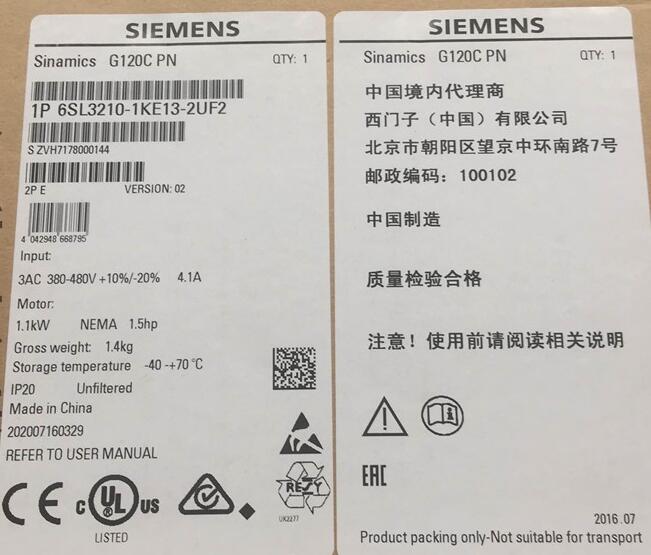 SIEMENS
Sinamics G120C PN QTY: 1
1P 6SL3210-1KE13-2UF2
S ZVH7178000144
2P E VERSION: 02
4 042948 668795
Input:
3AC 380-480V +10%/-20% 4.1A
Motor:
1.1kW NEMA 1.5hp
Gross weight: 1.4kg
Storage temperature -40 -+70 °C
IP20 Unfiltered
Made in China
202007160329
REFER TO USER MANUAL
CE C UL US
LISTED
RESY
UK2277
SIEMENS
Sinamics G120C PN QTY: 1
中国境内代理商
西门子（中国）有限公司
北京市朝阳区望京中环南路7号
邮政编码：100102
中国制造
质量检验合格
注意！使用前请阅读相关说明
EAC
2016.07
Product packing only-Not suitable for transport